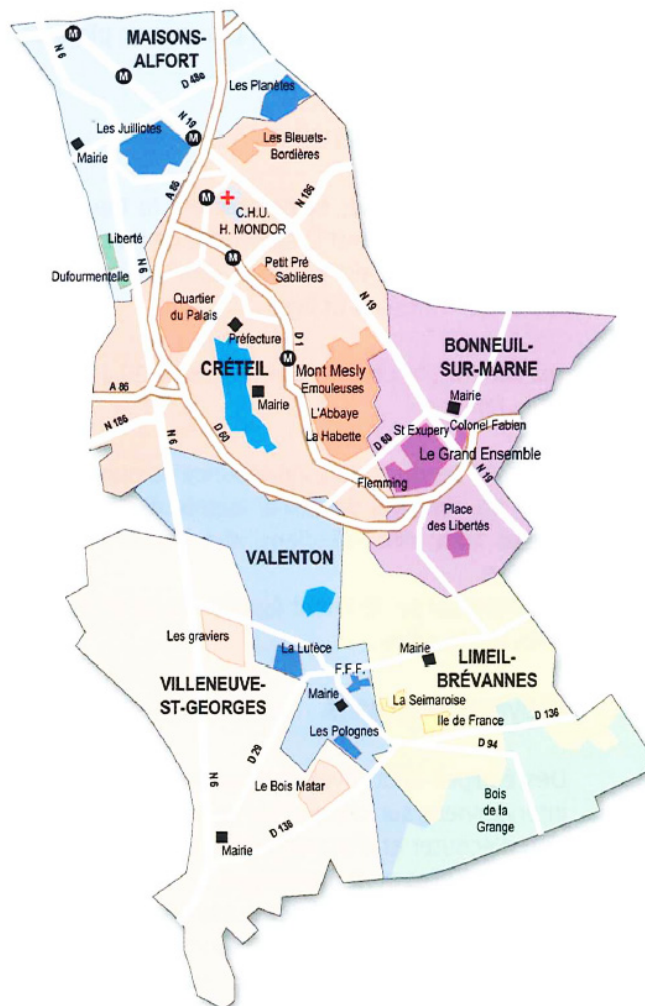 M
MAISONS-
ALFORT
N 6
M
D 48e
Les Planètes
N 19
Les Juilliotes
M
Mairie
Les Bleuets-
Bordières
A 86
N 186
M
C.H.U.
H. MONDOR
Liberté
N 6
M
Petit Pré
Sablières
Dufourmentelle
Quartier
du Palais
N 19
Préfecture
D 1
M
BONNEUIL-
SUR-MARNE
CRÉTEIL
Mont Mesly
Emouleuses
A 86
Mairie
Mairie
L'Abbaye
N 186
N 6
D 60
La Habette
D 60
St Exupery
Colonel Fabien
Le Grand Ensemble
N 19
Flemming
Place
des Libertés
VALENTON
Les graviers
La Lutèce
Mairie
LIMEIL-
BRÉVANNES
F.F.F.
VILLENEUVE-
ST-GEORGES
Mairie
La Seimaroise
Ile de France
D 136
Les Polognes
D 94
D 29
N 6
Le Bois Matar
Bois
de la
Grange
D 136
Mairie